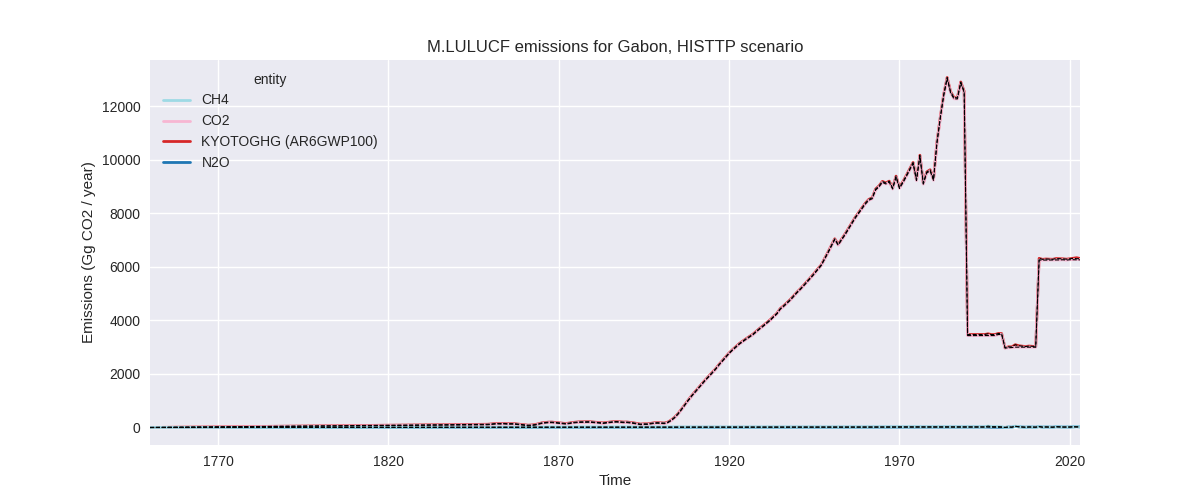 M.LULUCF emissions for Gabon, HISTTP scenario
entity
CH4
CO2
KYOTOGHG (AR6GWP100)
N2O
Emissions (Gg CO2 / year)
12000
10000
8000
6000
4000
2000
0
1770
1820
1870
1920
1970
2020
Time